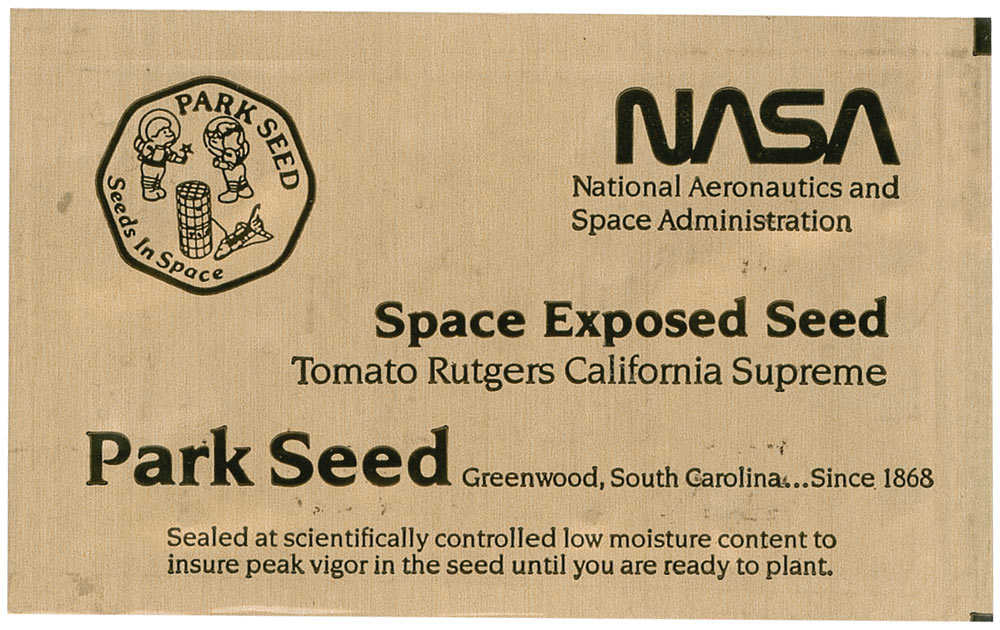 PARK SEED
Seeds In Space
NASA
National Aeronautics and
Space Administration
Space Exposed Seed
Tomato Rutgers California Supreme
Park Seed Greenwood, South Carolina...Since 1868
Sealed at scientifically controlled low moisture content to
insure peak vigor in the seed until you are ready to plant.